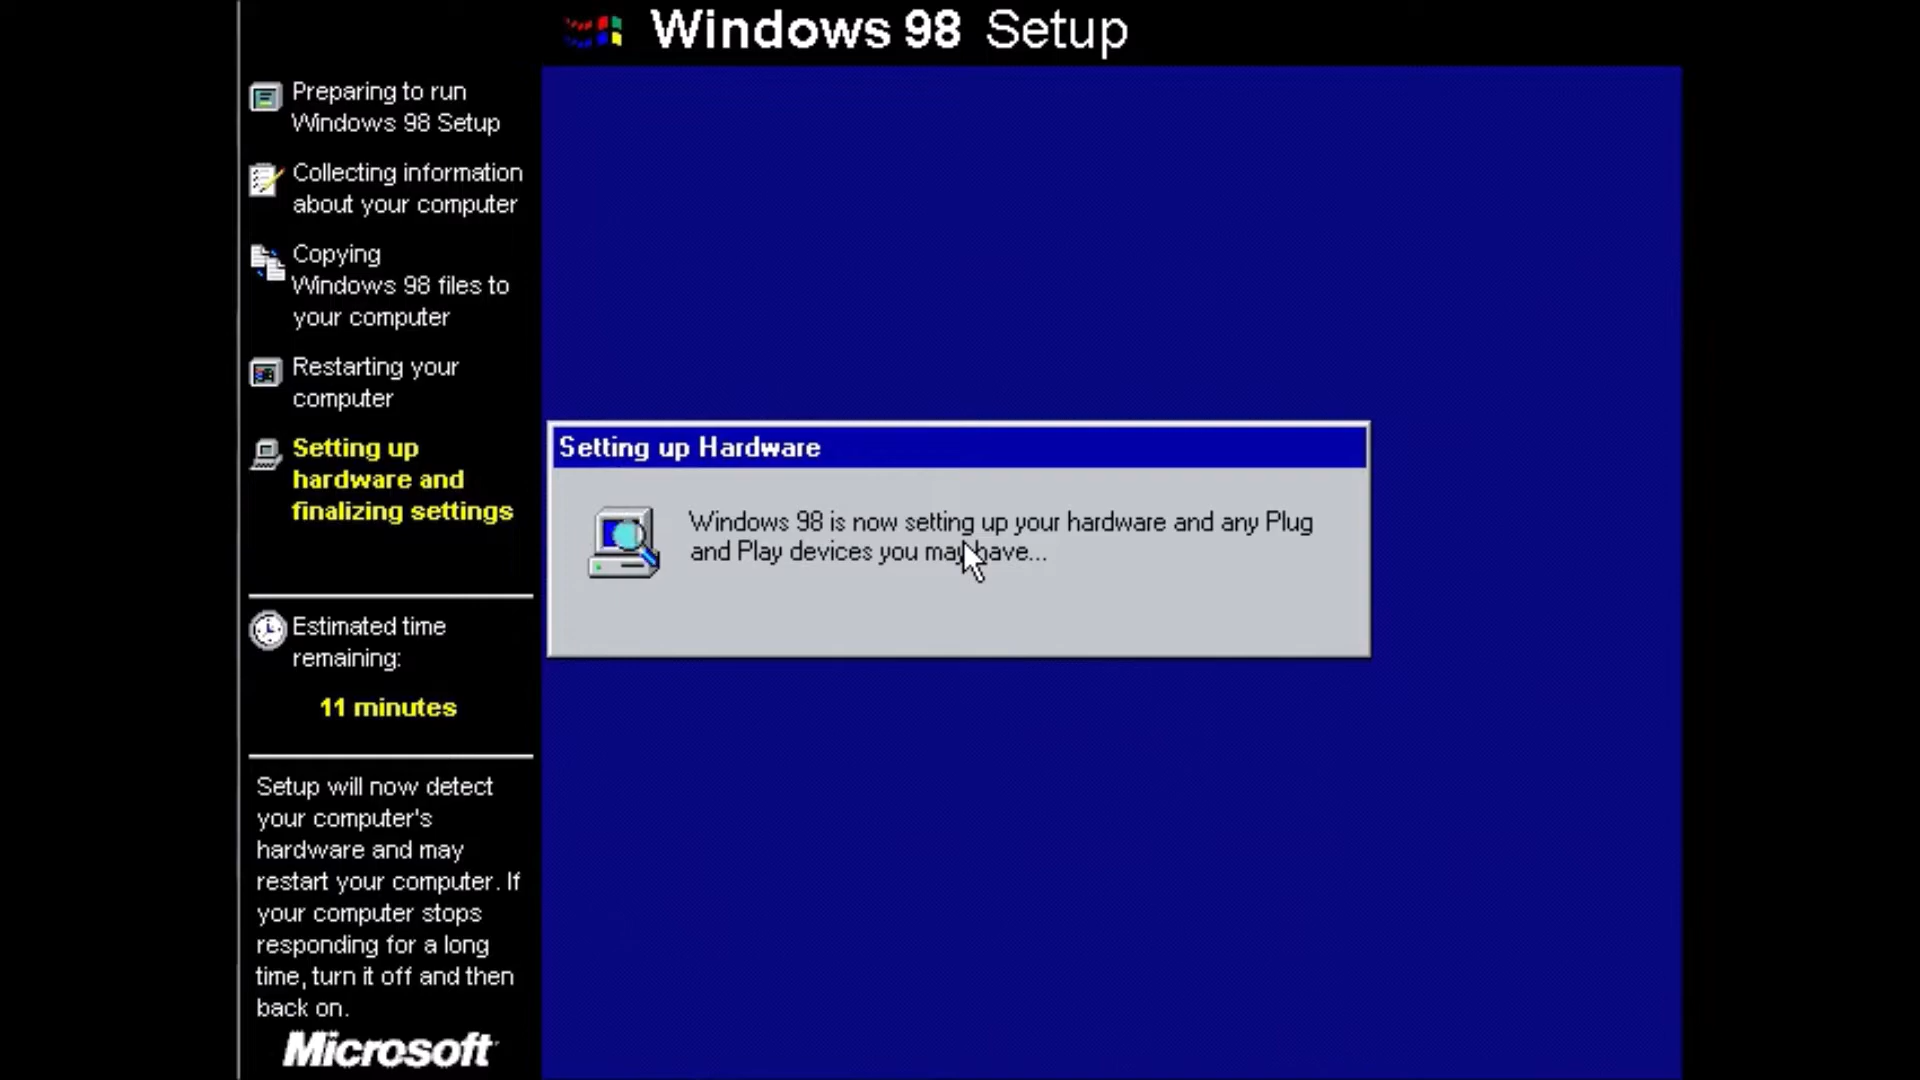 Windows 98 Setup
Preparing to run
Windows 98 Setup
Collecting information
about your computer
Copying
Windows 98 files to
your computer
Restarting your
computer
Setting up
hardware and
finalizing settings
Estimated time
remaining:
11 minutes
Setup will now detect
your computer's
hardware and may
restart your computer. If
your computer stops
responding for a long
time, turn it off and then
back on.
Microsoft
Setting up Hardware
Windows 98 is now setting up your hardware and any Plug
and Play devices you may have...